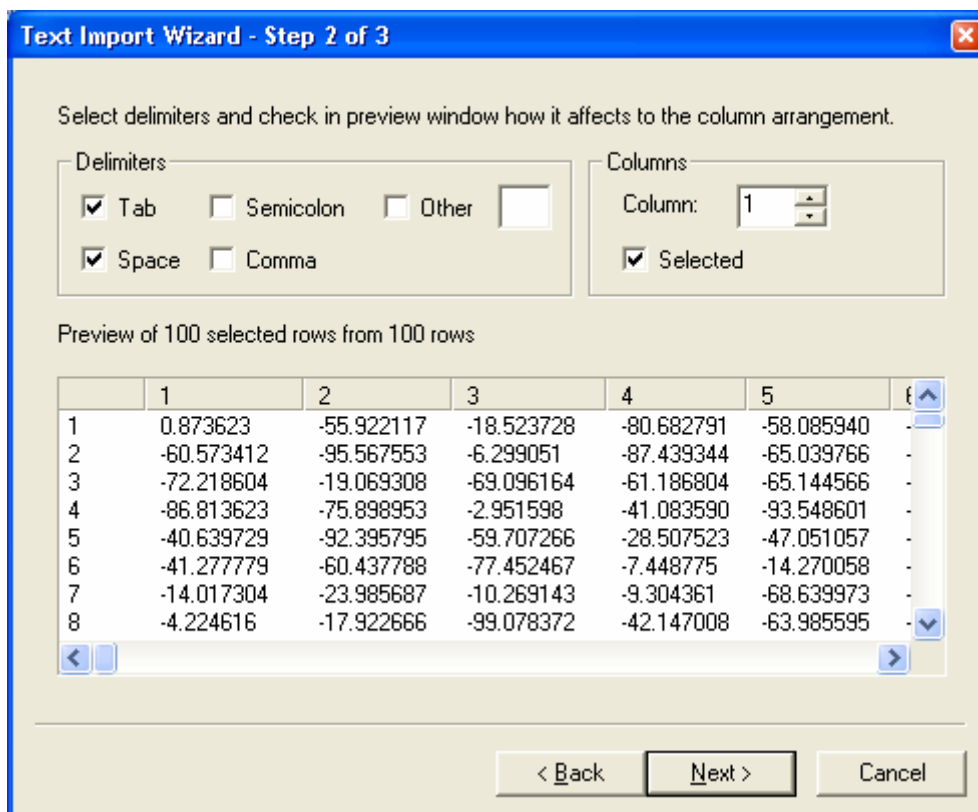 Text Import Wizard - Step 2 of 3
Select delimiters and check in preview window how it affects to the column arrangement.
Delimiters
Tab Semicolon Other
Space Comma
Columns
Column: 1
Selected
Preview of 100 selected rows from 100 rows
1 2 3 4 5
1 0.873623 -55.922117 -18.523728 -80.682791 -58.085940 -
2 -60.573412 -95.567553 -6.299051 -87.439344 -65.039766 -
3 -72.218604 -19.069308 -69.096164 -61.186804 -65.144566 -
4 -86.813623 -75.898953 -2.951598 -41.083590 -93.548601 -
5 -40.639729 -92.395795 -59.707266 -28.507523 -47.051057 -
6 -41.277779 -60.437788 -77.452467 -7.448775 -14.270058 -
7 -14.017304 -23.985687 -10.269143 -9.304361 -68.639973 -
8 -4.224616 -17.922666 -99.078372 -42.147008 -63.985595 -
< Back Next > Cancel